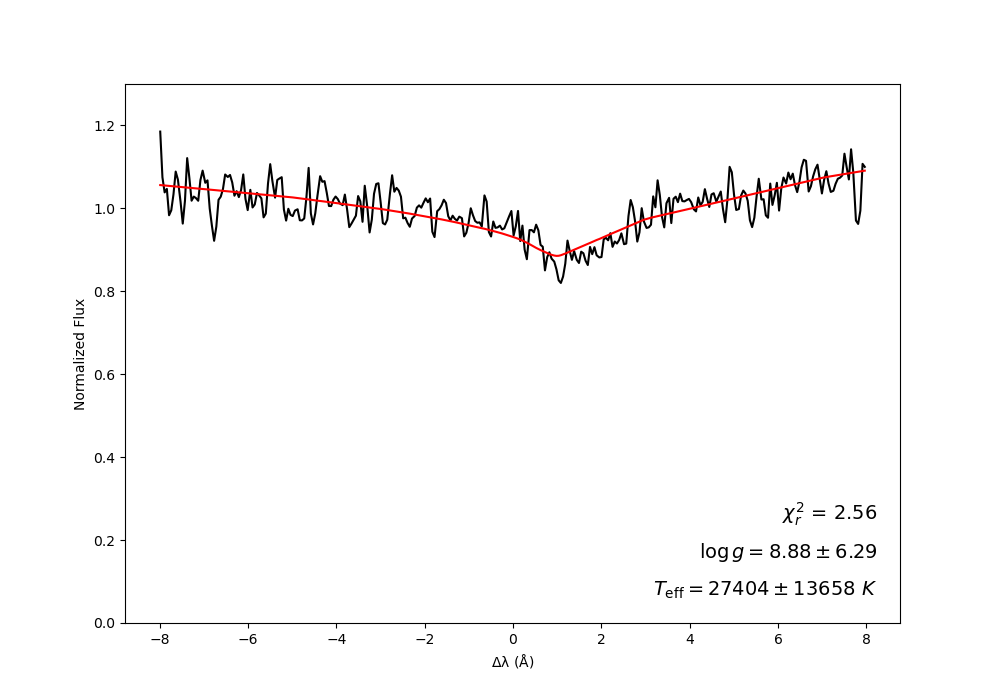 1.2
1.0
0.8
0.6
0.4
0.2
0.0
Normalized Flux
χ²ᵣ = 2.56
log g = 8.88 ± 6.29
T_eff = 27404 ± 13658 K
−8 −6 −4 −2 0 2 4 6 8
Δλ (Å)